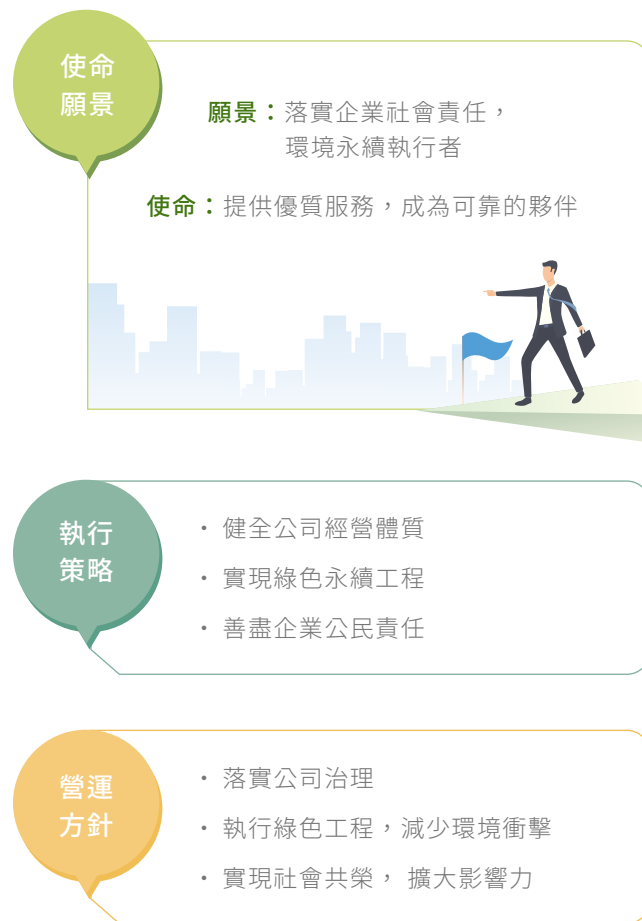 使命
願景
願景：落實企業社會責任，
環境永續執行者
使命：提供優質服務，成為可靠的夥伴
執行
策略
・健全公司經營體質
・實現綠色永續工程
・善盡企業公民責任
營運
方針
・落實公司治理
・執行綠色工程，減少環境衝擊
・實現社會共榮， 擴大影響力